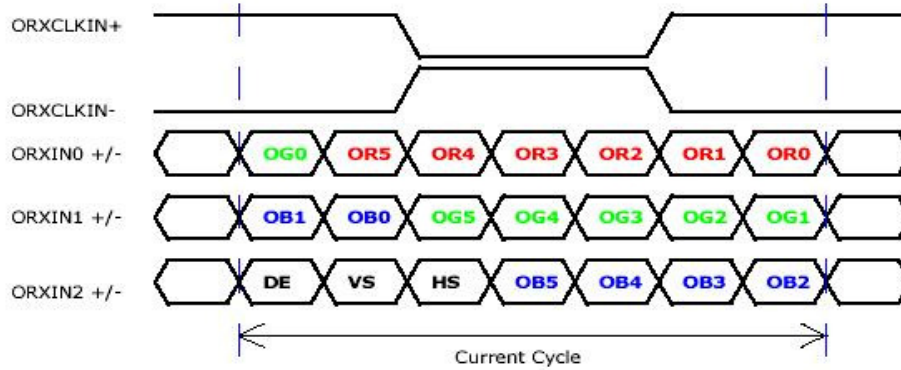 ORXCLKIN+
ORXCLKIN-
ORXIN0 +/- OG0 OR5 OR4 OR3 OR2 OR1 OR0
ORXIN1 +/- OB1 OB0 OG5 OG4 OG3 OG2 OG1
ORXIN2 +/- DE VS HS OB5 OB4 OB3 OB2
Current Cycle